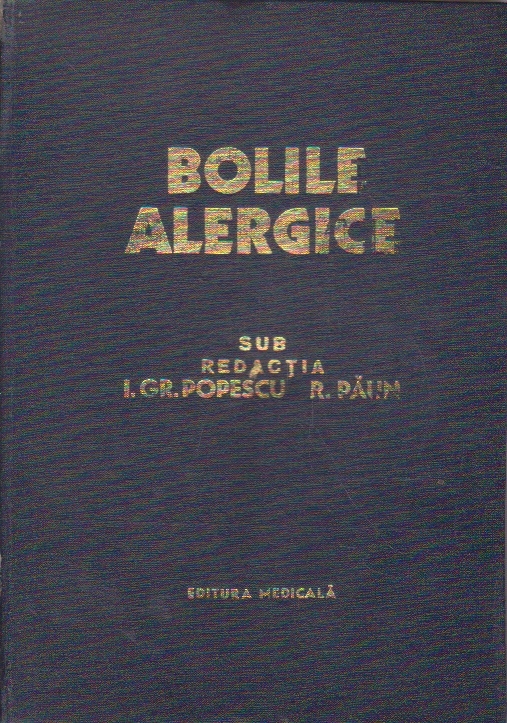 BOLILE
ALERGICE
SUB
REDACȚIA
I. GR. POPESCU R. PĂUN
EDITURA MEDICALĂ